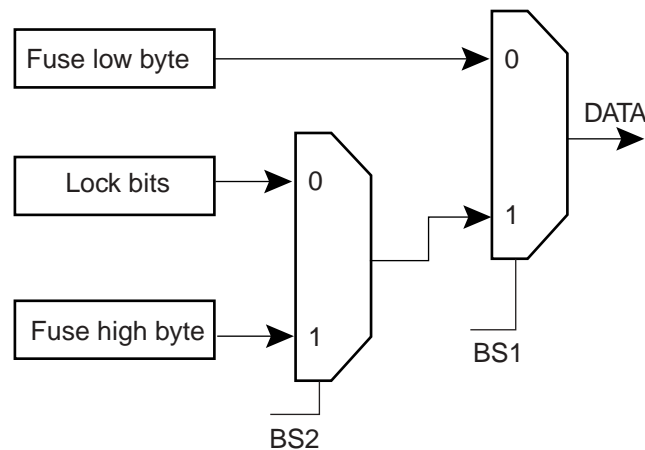 Fuse low byte
0
DATA
Lock bits
0
1
Fuse high byte
1
BS1
BS2